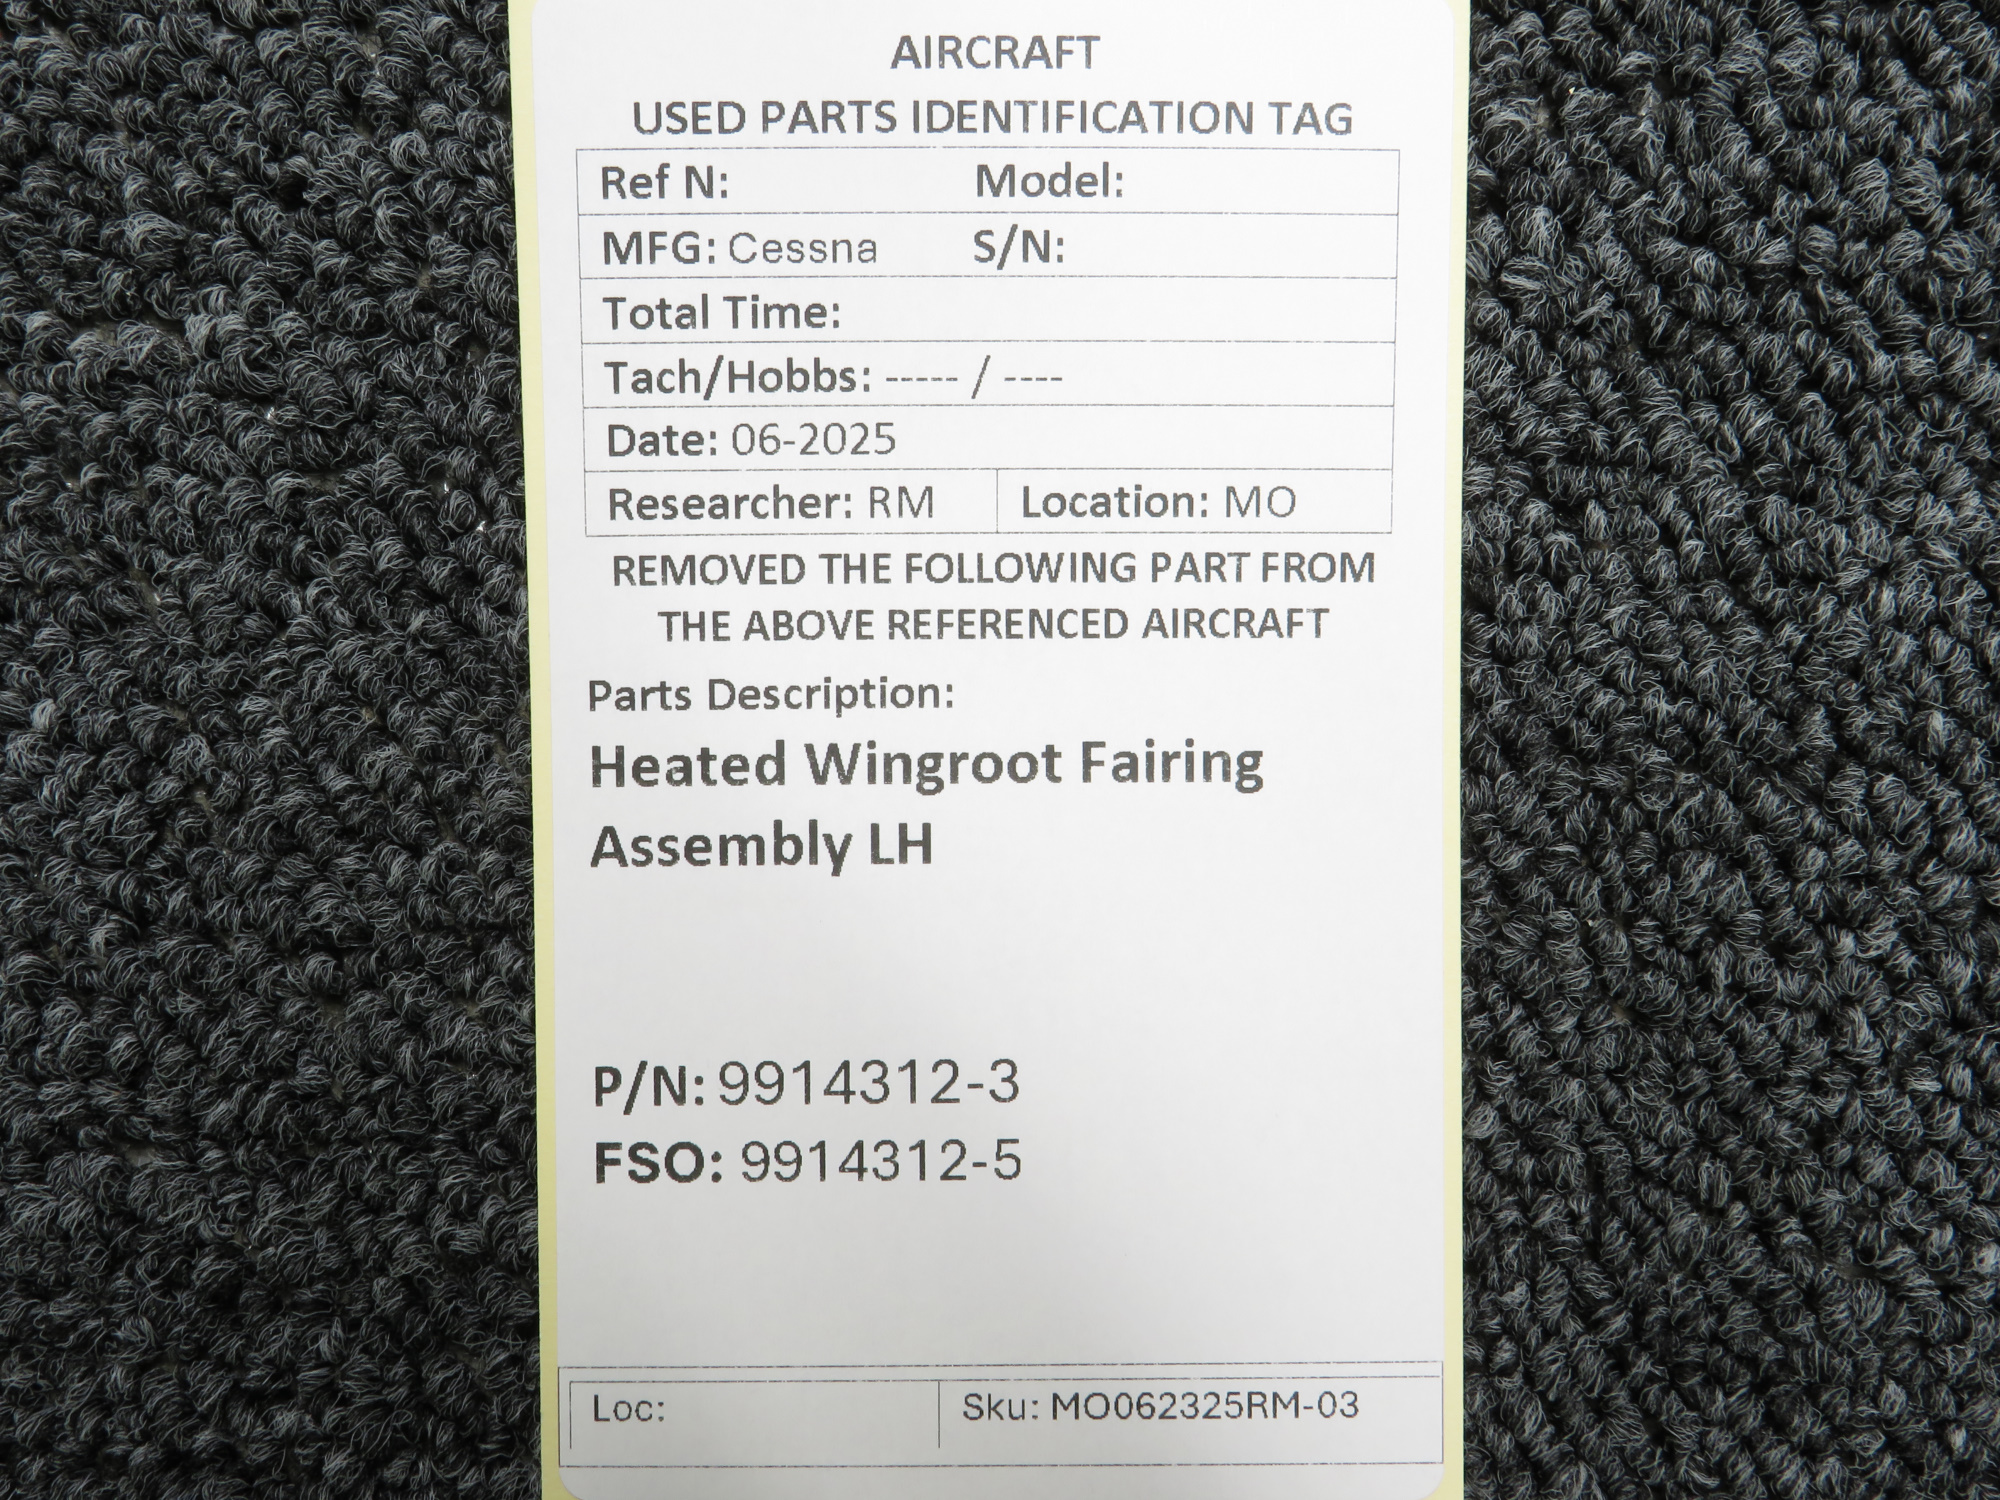 AIRCRAFT
USED PARTS IDENTIFICATION TAG
Ref N: Model:
MFG: Cessna S/N:
Total Time:
Tach/Hobbs: ----- / ----
Date: 06-2025
Researcher: RM Location: MO
REMOVED THE FOLLOWING PART FROM
THE ABOVE REFERENCED AIRCRAFT
Parts Description:
Heated Wingroot Fairing
Assembly LH
P/N: 9914312-3
FSO: 9914312-5
Loc: Sku: MO062325RM-03